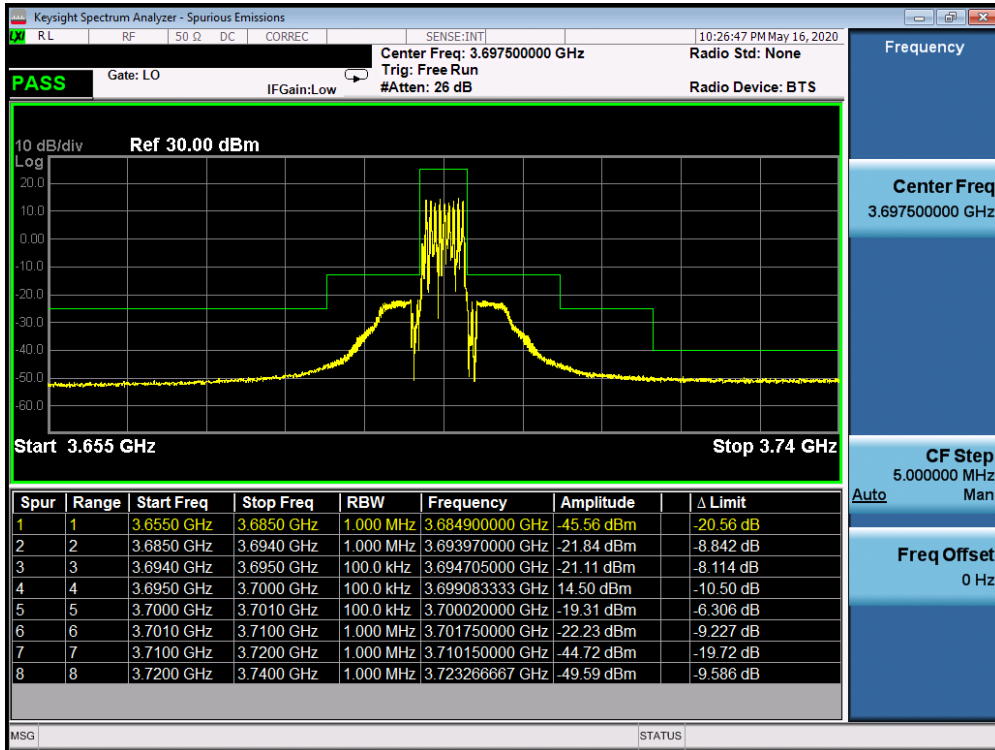 Keysight Spectrum Analyzer - Spurious Emissions
LXI RL RF 50 Ω DC CORREC SENSE:INT 10:26:47 PM May 16, 2020
Center Freq: 3.697500000 GHz Radio Std: None
PASS Gate: LO Trig: Free Run
IFGain:Low #Atten: 26 dB Radio Device: BTS
10 dB/div Ref 30.00 dBm
Log
20.0
10.0
0.00
-10.0
-20.0
-30.0
-40.0
-50.0
-60.0
Start 3.655 GHz Stop 3.74 GHz
Spur Range Start Freq Stop Freq RBW Frequency Amplitude Δ Limit
1 1 3.6550 GHz 3.6850 GHz 1.000 MHz 3.684900000 GHz -45.56 dBm -20.56 dB
2 2 3.6850 GHz 3.6940 GHz 1.000 MHz 3.693970000 GHz -21.84 dBm -8.842 dB
3 3 3.6940 GHz 3.6950 GHz 100.0 kHz 3.694705000 GHz -21.11 dBm -8.114 dB
4 4 3.6950 GHz 3.7000 GHz 100.0 kHz 3.699083333 GHz 14.50 dBm -10.50 dB
5 5 3.7000 GHz 3.7010 GHz 100.0 kHz 3.700020000 GHz -19.31 dBm -6.306 dB
6 6 3.7010 GHz 3.7100 GHz 1.000 MHz 3.701750000 GHz -22.23 dBm -9.227 dB
7 7 3.7100 GHz 3.7200 GHz 1.000 MHz 3.710150000 GHz -44.72 dBm -19.72 dB
8 8 3.7200 GHz 3.7400 GHz 1.000 MHz 3.723266667 GHz -49.59 dBm -9.586 dB
MSG STATUS
Frequency
Center Freq
3.697500000 GHz
CF Step
5.000000 MHz
Auto Man
Freq Offset
0 Hz